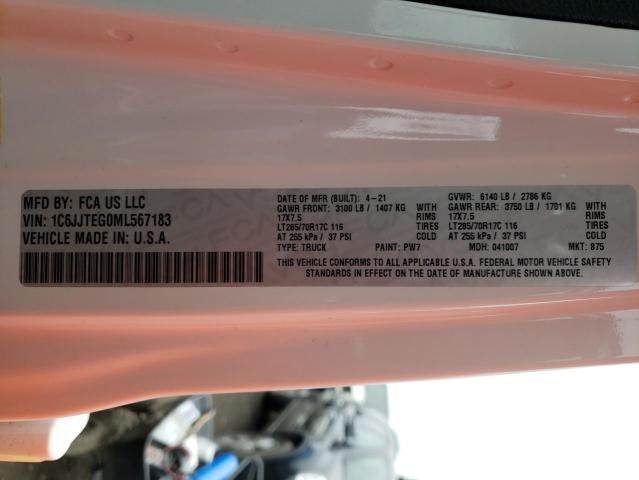 MFD BY: FCA US LLC
VIN: 1C6JJTEG0ML567183
VEHICLE MADE IN: U.S.A.
DATE OF MFR (BUILT): 4-21 GVWR: 6140 LB / 2786 KG
GAWR FRONT: 3100 LB / 1407 KG WITH GAWR REAR: 3750 LB / 1701 KG WITH
17X7.5 RIMS 17X7.5 RIMS
LT285/70R17C 116 TIRES LT285/70R17C 116 TIRES
AT 255 kPa / 37 PSI COLD AT 255 kPa / 37 PSI COLD
TYPE: TRUCK PAINT: PW7 MDH: 041007 MKT: 875
THIS VEHICLE CONFORMS TO ALL APPLICABLE U.S.A. FEDERAL MOTOR VEHICLE SAFETY
STANDARDS IN EFFECT ON THE DATE OF MANUFACTURE SHOWN ABOVE.